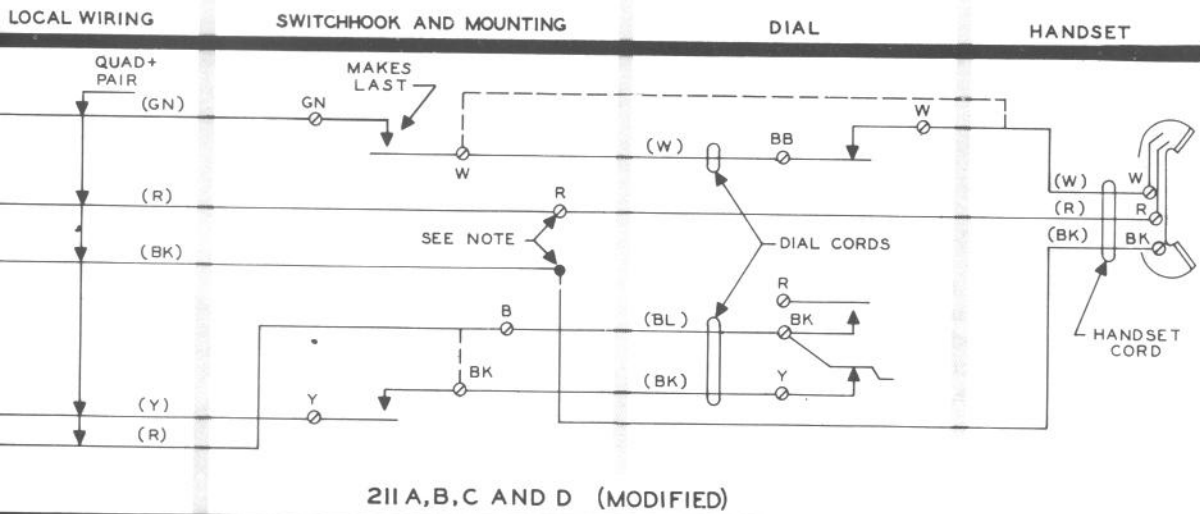 LOCAL WIRING
SWITCHHOOK AND MOUNTING
DIAL
HANDSET
QUAD+
PAIR
MAKES
LAST
(GN)
GN
W
W
(W)
BB
(W)
W
(R)
R
(R)
R
SEE NOTE
DIAL CORDS
(BK)
(BK)
BK
R
B
(BL)
BK
HANDSET
CORD
BK
(BK)
Y
(Y)
Y
(R)
211 A, B, C AND D (MODIFIED)